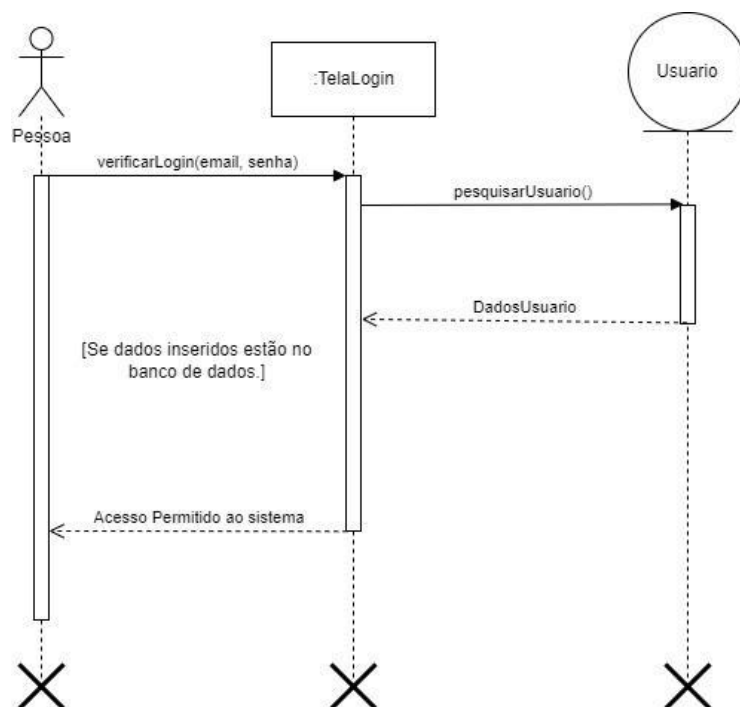 :TelaLogin
Usuario
Pessoa
verificarLogin(email, senha)
pesquisarUsuario()
DadosUsuario
[Se dados inseridos estão no
banco de dados.]
Acesso Permitido ao sistema